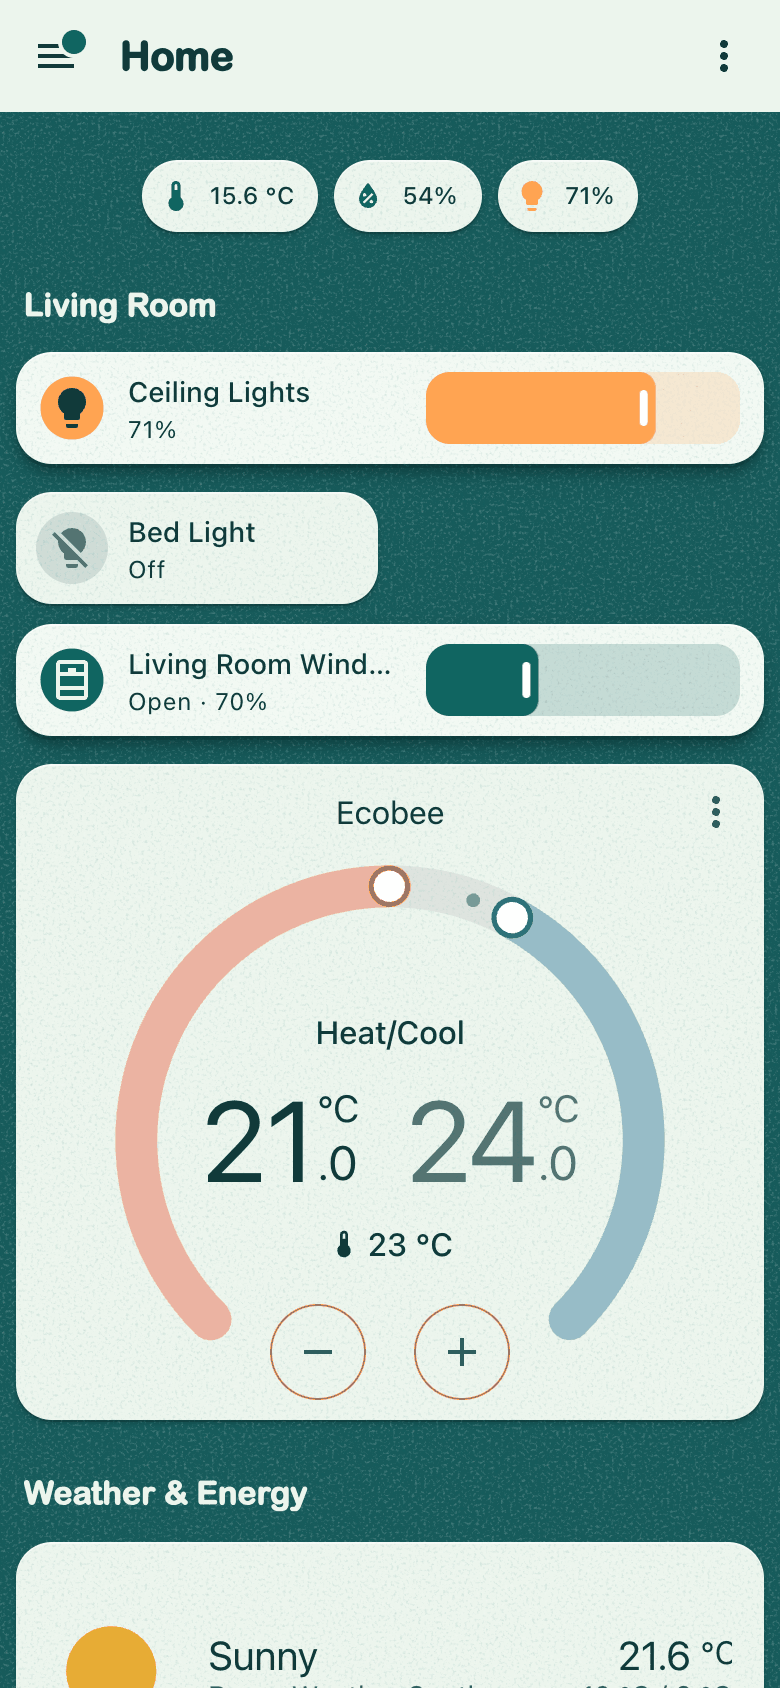 Home
15.6 °C
54%
71%
Living Room
Ceiling Lights
71%
Bed Light
Off
Living Room Wind...
Open · 70%
Ecobee
Heat/Cool
21.0 °C
24.0 °C
23 °C
Weather & Energy
Sunny
21.6 °C